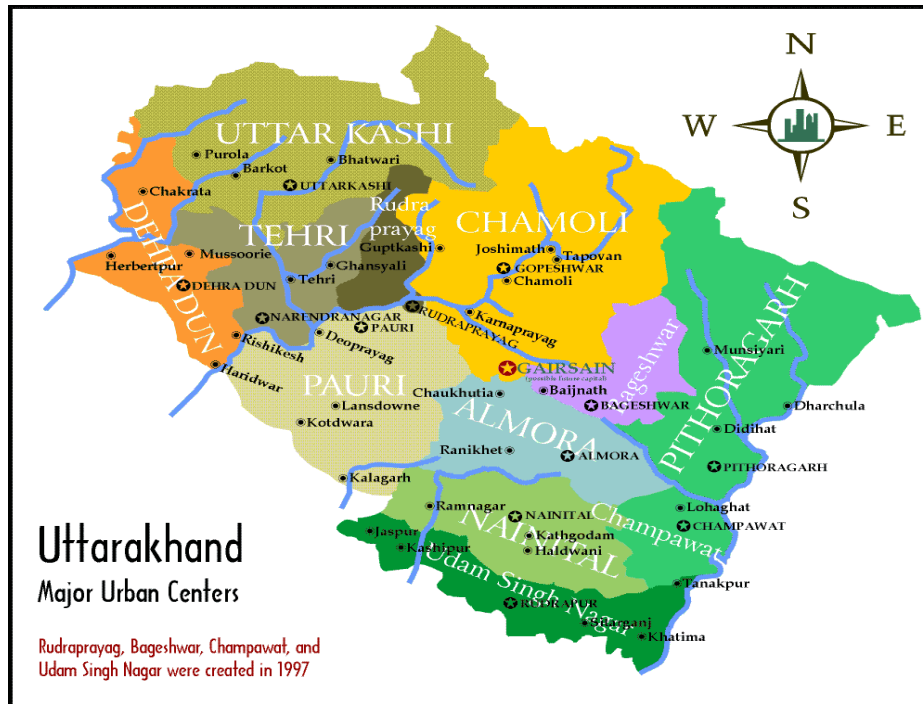 N
W
E
S
UTTAR KASHI
Purola
Barkot
Bhatwari
UTTARKASHI
Chakrata
DEHRA DUN
Herbertpur
Mussoorie
DEHRA DUN
TEHRI
Rudra
prayag
Guptkashi
Ghansyali
Tehri
NARENDRANAGAR
CHAMOLI
Joshimath
Tapovan
GOPESHWAR
Chamoli
RUDRAPRAYAG
Karnaprayag
PAURI
Deoprayag
Rishikesh
Haridwar
PAURI
Lansdowne
Kotdwara
Kalagarh
GAIRSAIN
(possible future capital)
Chaukhutia
Baijnath
Bageshwar
BAGESHWAR
PITHORAGARH
Munsiyari
Dharchula
Didihat
PITHORAGARH
ALMORA
Ranikhet
ALMORA
Lohaghat
Champawat
CHAMPAWAT
Ramnagar
NAINITAL
NAINITAL
Kathgodam
Haldwani
Tanakpur
Jaspur
Kashipur
Udam Singh Nagar
RUDRAPUR
Sitarganj
Khatima
Uttarakhand
Major Urban Centers
Rudraprayag, Bageshwar, Champawat, and
Udam Singh Nagar were created in 1997